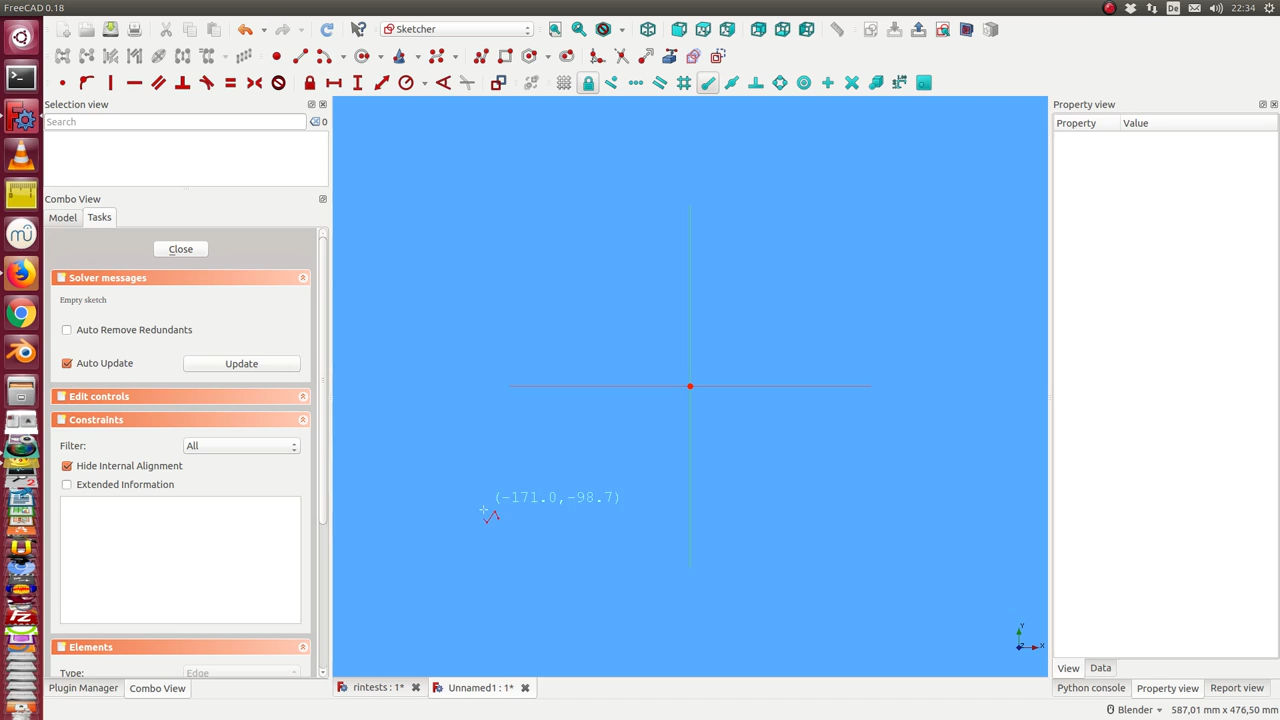 FreeCAD 0.18
De
22:34
Sketcher
Selection view
Property view
Search
0
Property
Value
Combo View
Model
Tasks
Close
Solver messages
Empty sketch
Auto Remove Redundants
Auto Update
Update
Edit controls
Constraints
Filter:
All
Hide Internal Alignment
Extended Information
(-171.0,-98.7)
Elements
Type:
Edge
Y
Z
X
View
Data
Plugin Manager
Combo View
rintests : 1*
Unnamed1 : 1*
Python console
Property view
Report view
Blender
587,01 mm x 476,50 mm